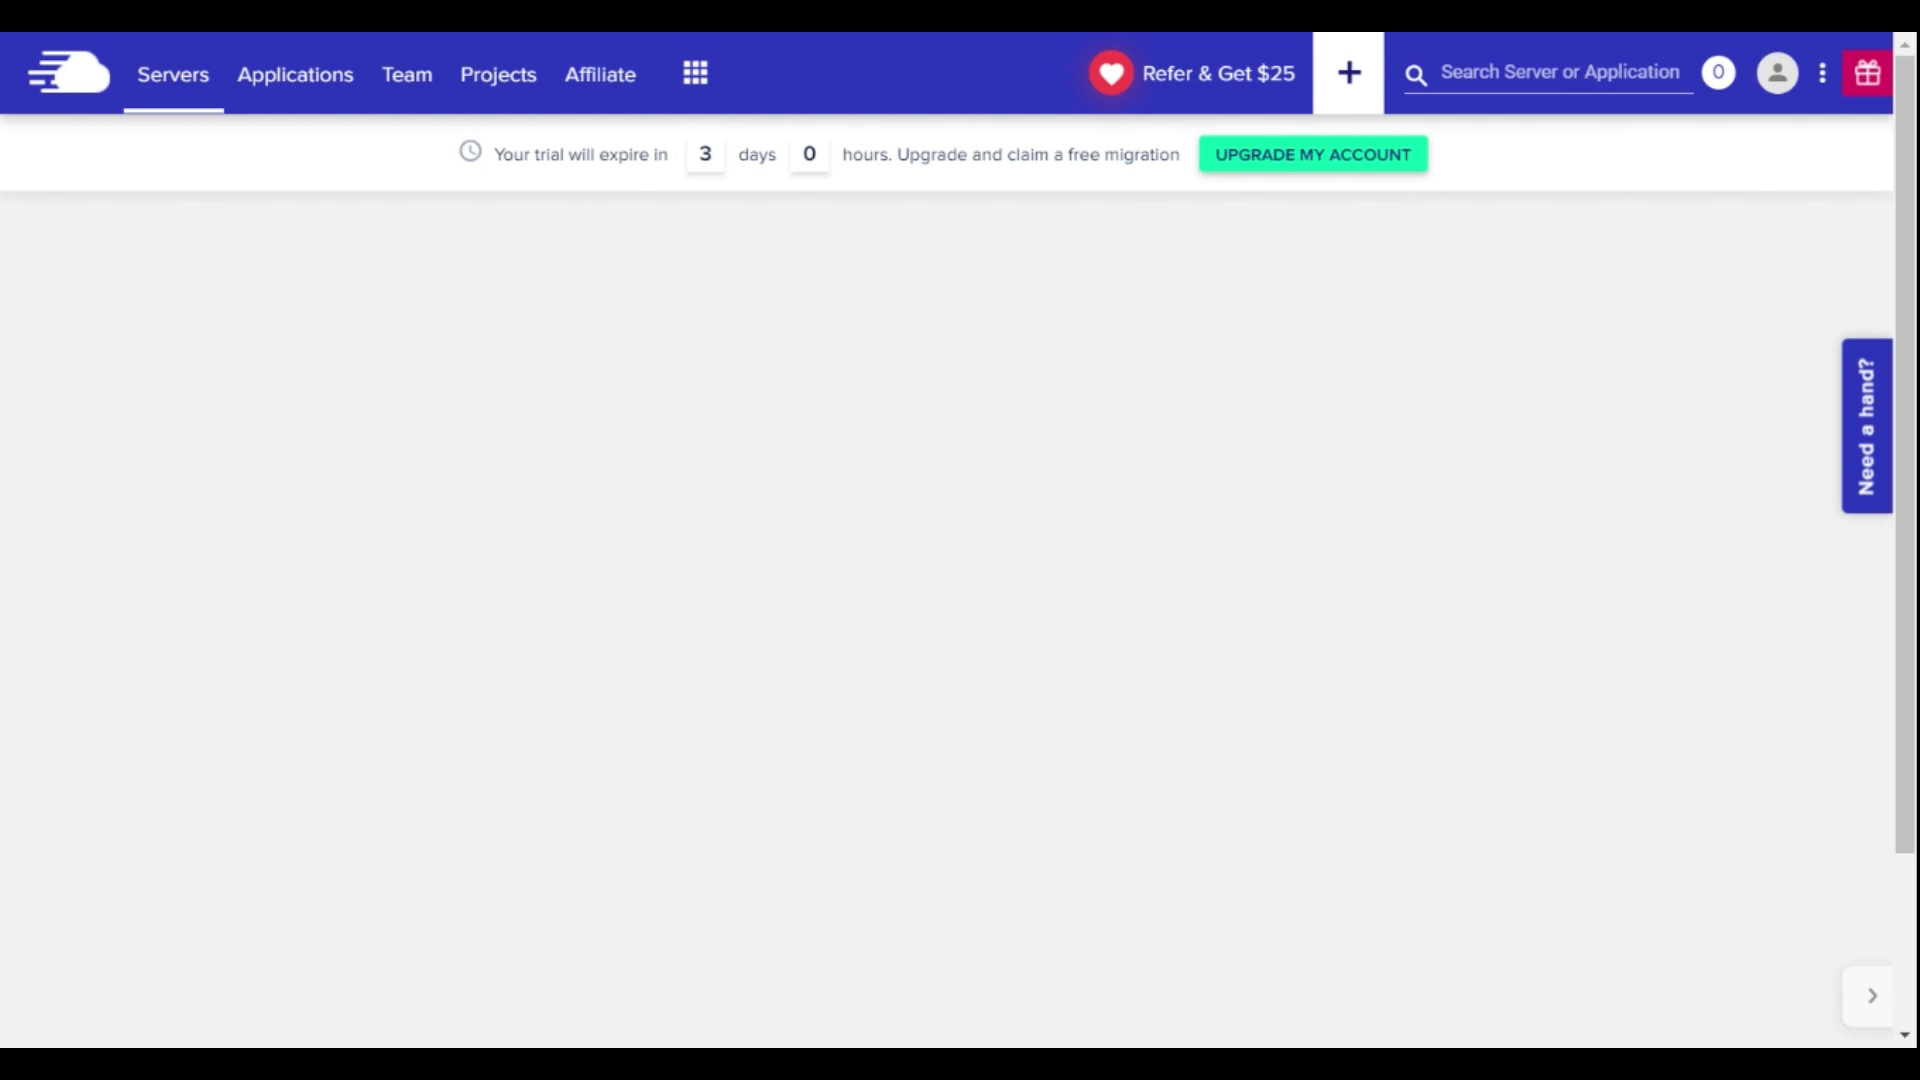 Servers Applications Team Projects Affiliate Refer & Get $25 + Search Server or Application 0
Your trial will expire in 3 days 0 hours. Upgrade and claim a free migration UPGRADE MY ACCOUNT
Need a hand?